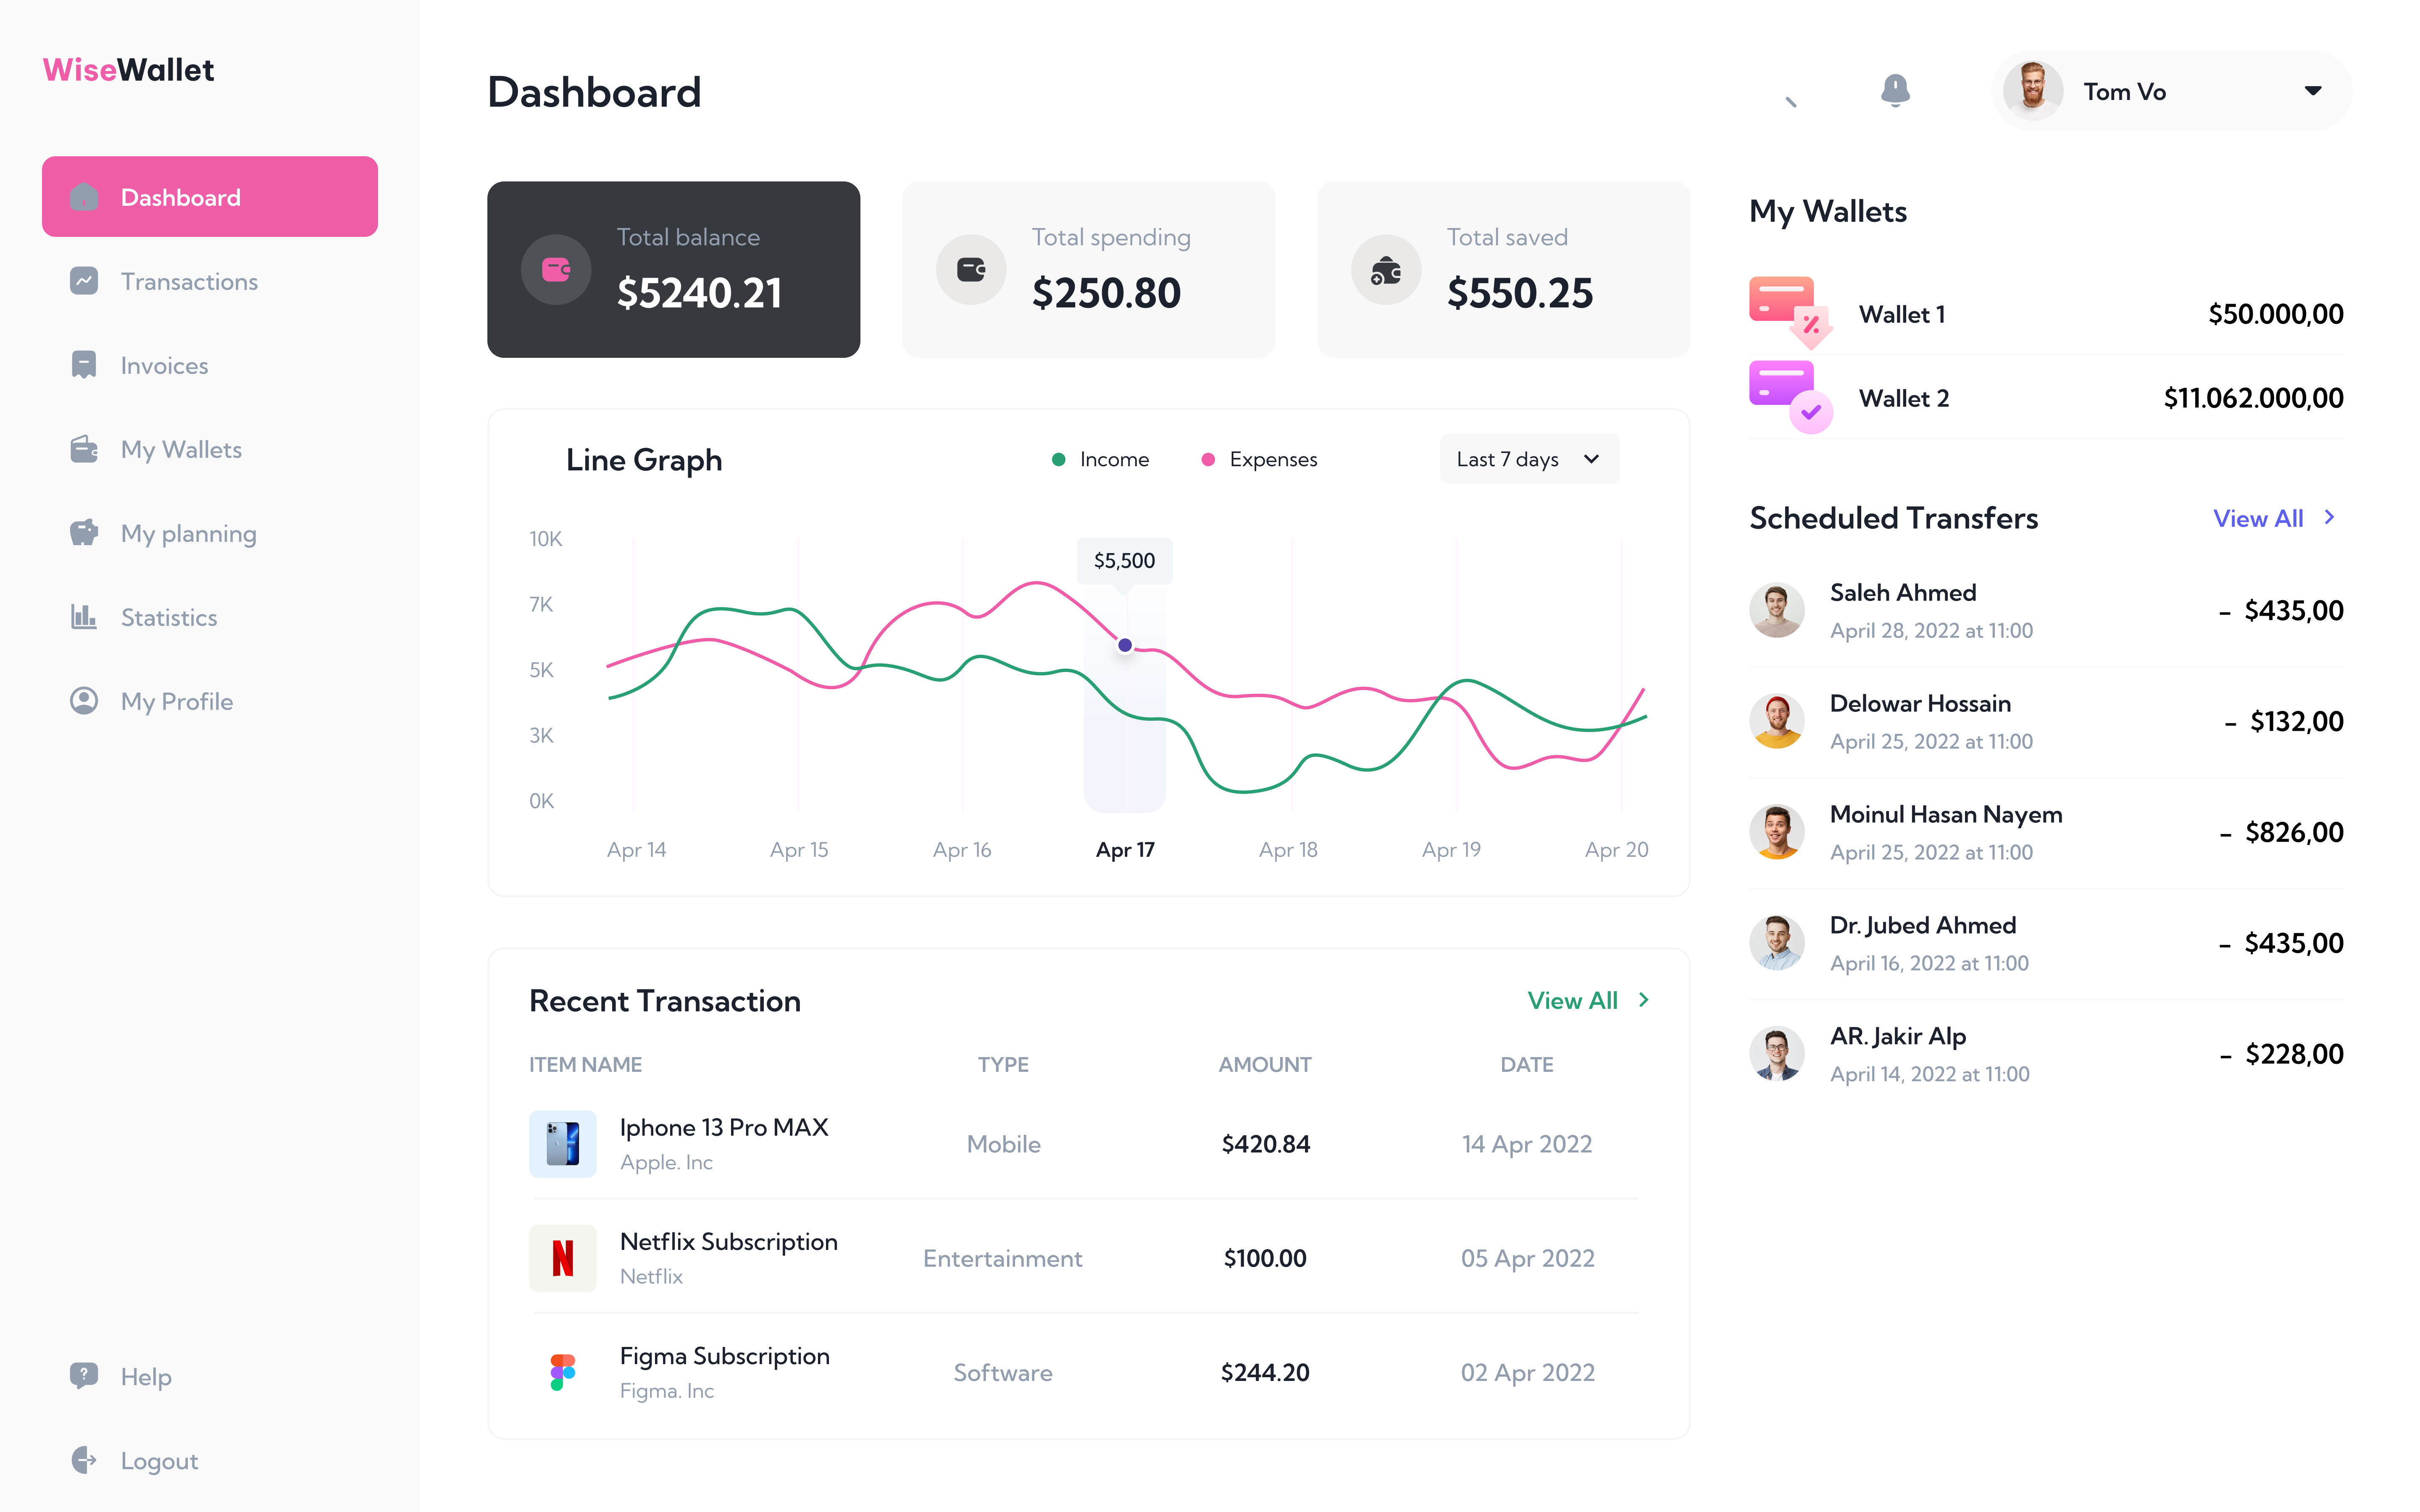 WiseWallet
Dashboard
Transactions
Invoices
My Wallets
My planning
Statistics
My Profile
Help
Logout
Dashboard
Tom Vo
Total balance
$5240.21
Total spending
$250.80
Total saved
$550.25
Line Graph
Income
Expenses
Last 7 days
10K
7K
5K
3K
0K
$5,500
Apr 14
Apr 15
Apr 16
Apr 17
Apr 18
Apr 19
Apr 20
Recent Transaction
View All
ITEM NAME TYPE AMOUNT DATE
Iphone 13 Pro MAX
Apple. Inc
Mobile
$420.84
14 Apr 2022
Netflix Subscription
Netflix
Entertainment
$100.00
05 Apr 2022
Figma Subscription
Figma. Inc
Software
$244.20
02 Apr 2022
My Wallets
Wallet 1
$50.000,00
Wallet 2
$11.062.000,00
Scheduled Transfers
View All
Saleh Ahmed
April 28, 2022 at 11:00
- $435,00
Delowar Hossain
April 25, 2022 at 11:00
- $132,00
Moinul Hasan Nayem
April 25, 2022 at 11:00
- $826,00
Dr. Jubed Ahmed
April 16, 2022 at 11:00
- $435,00
AR. Jakir Alp
April 14, 2022 at 11:00
- $228,00